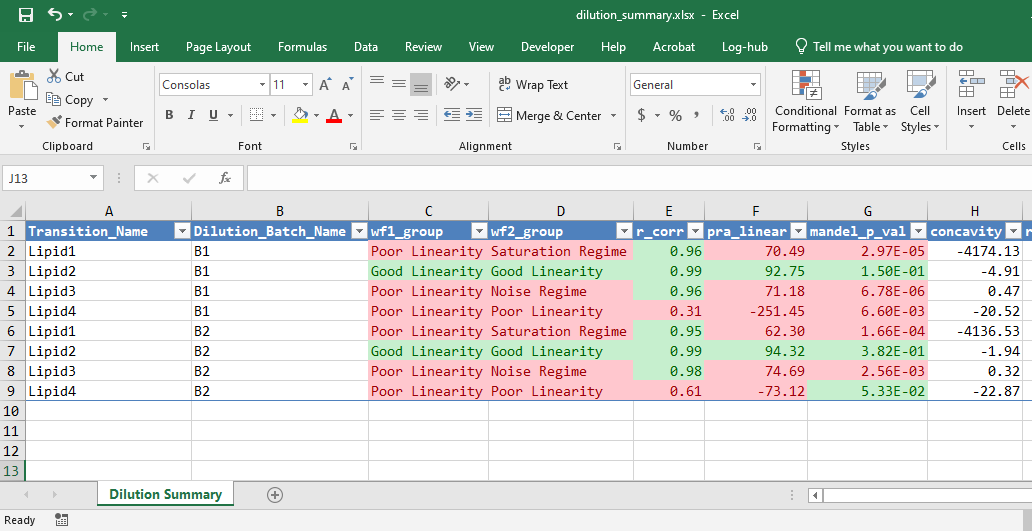 dilution_summary.xlsx - Excel
File Home Insert Page Layout Formulas Data Review View Developer Help Acrobat Log-hub Tell me what you want to do
Paste Cut Consolas 11 A A Wrap Text General Conditional Formatting Format as Table Cell Styles Insert Delete
Copy
Format Painter B I U A Merge & Center $ % ,
Clipboard Font Alignment Number Styles Cells
J13 fx
A B C D E F G H
1 Transition_Name Dilution_Batch_Name wf1_group wf2_group r_corr pra_linear mandel_p_val concavity r
2 Lipid1 B1 Poor Linearity Saturation Regime 0.96 70.49 2.97E-05 -4174.13
3 Lipid2 B1 Good Linearity Good Linearity 0.99 92.75 1.50E-01 -4.91
4 Lipid3 B1 Poor Linearity Noise Regime 0.96 71.18 6.78E-06 0.47
5 Lipid4 B1 Poor Linearity Poor Linearity 0.31 -251.45 6.60E-03 -20.52
6 Lipid1 B2 Poor Linearity Saturation Regime 0.95 62.30 1.66E-04 -4136.53
7 Lipid2 B2 Good Linearity Good Linearity 0.99 94.32 3.82E-01 -1.94
8 Lipid3 B2 Poor Linearity Noise Regime 0.98 74.69 2.56E-03 0.32
9 Lipid4 B2 Poor Linearity Poor Linearity 0.61 -73.12 5.33E-02 -22.87
10
11
12
13
Dilution Summary
Ready